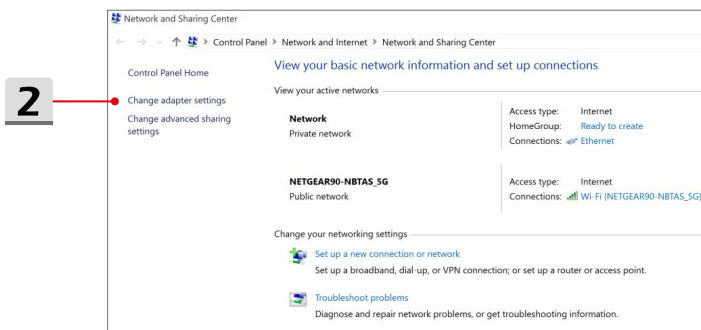 Network and Sharing Center
Control Panel > Network and Internet > Network and Sharing Center
Control Panel Home
Change adapter settings
Change advanced sharing
settings
2
View your basic network information and set up connections
View your active networks
Network
Private network
Access type: Internet
HomeGroup: Ready to create
Connections: Ethernet
NETGEAR90-NBTAS_5G
Public network
Access type: Internet
Connections: Wi-Fi (NETGEAR90-NBTAS_5G)
Change your networking settings
Set up a new connection or network
Set up a broadband, dial-up, or VPN connection; or set up a router or access point.
Troubleshoot problems
Diagnose and repair network problems, or get troubleshooting information.